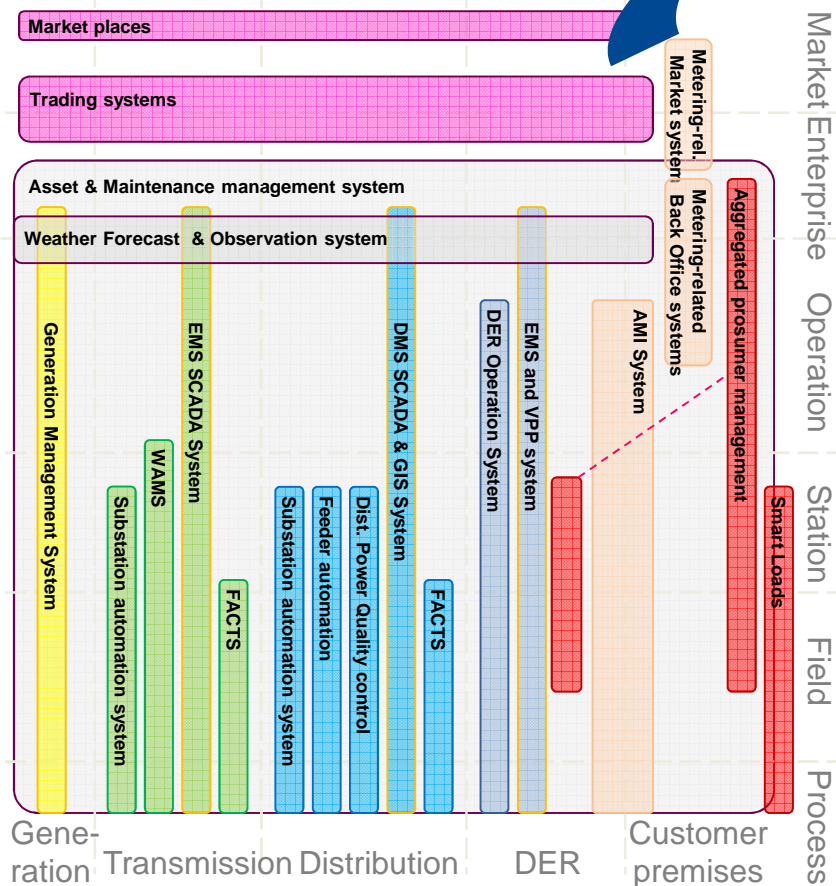 Market places
Trading systems
Asset & Maintenance management system
Weather Forecast & Observation system
Generation Management System
Substation automation system
WAMS
EMS SCADA System
FACTS
Substation automation system
Feeder automation
Dist. Power Quality control
DMS SCADA & GIS System
FACTS
DER Operation System
EMS and VPP system
AMI System
Metering-rel.
Market system
Metering-related
Back Office systems
Aggregated prosumer management
Smart Loads
Market
Enterprise
Operation
Station
Field
Process
Gene-
ration
Transmission
Distribution
DER
Customer
premises